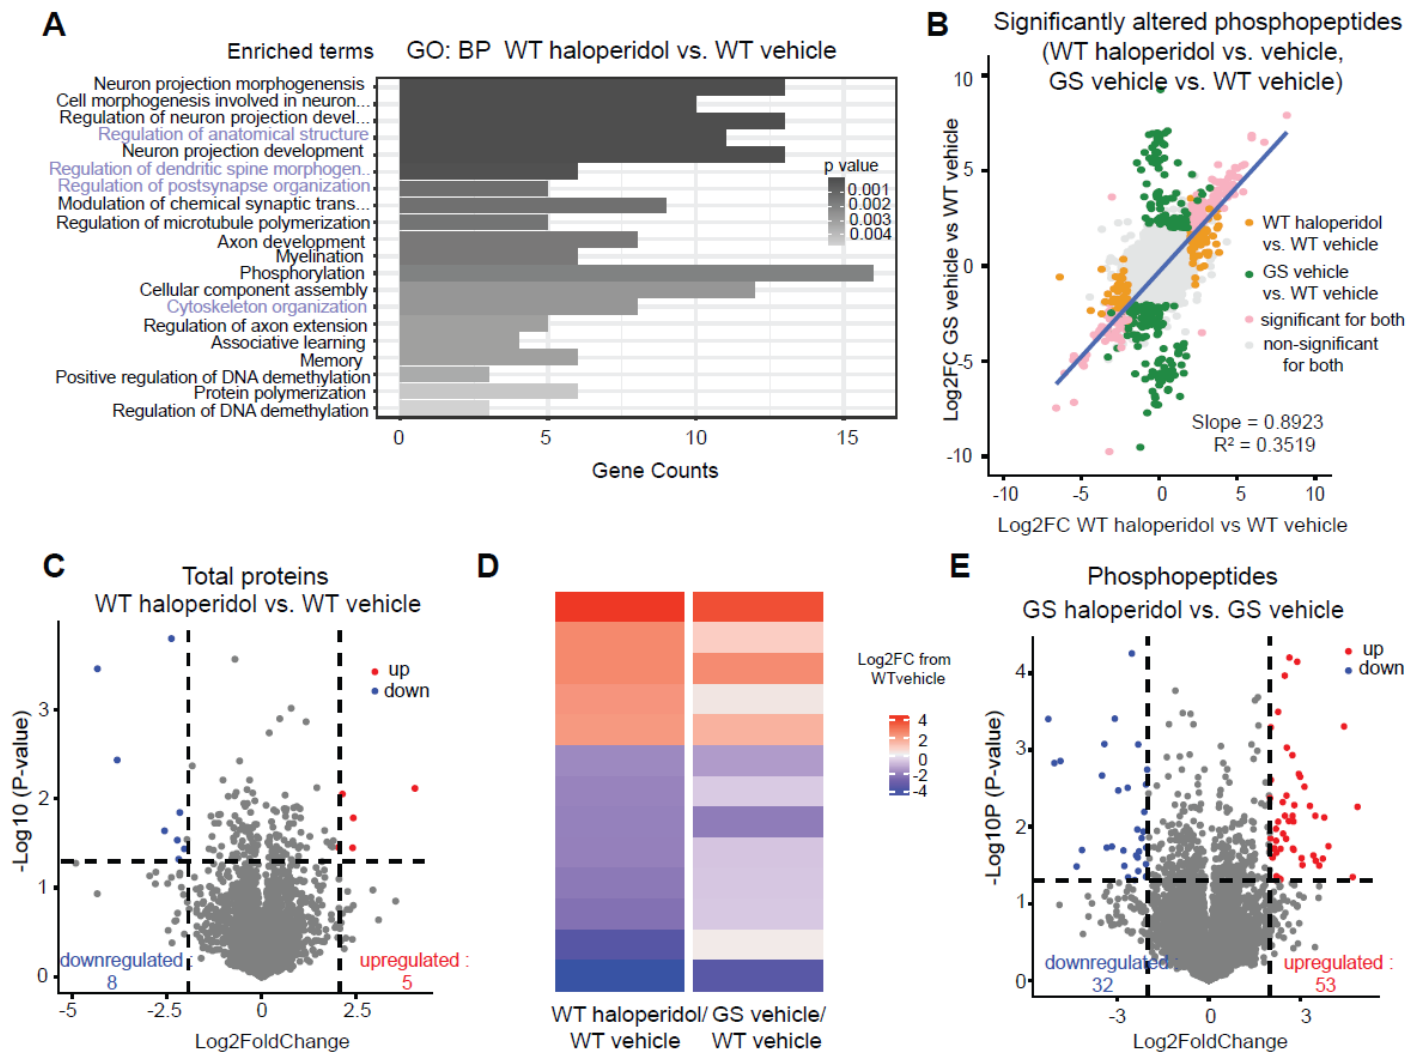 A
Enriched terms
GO: BP WT haloperidol vs. WT vehicle
Neuron projection morphogenensis
Cell morphogenesis involved in neuron...
Regulation of neuron projection devel...
Regulation of anatomical structure
Neuron projection development
Regulation of dendritic spine morphogen..
Regulation of postsynapse organization
Modulation of chemical synaptic trans...
Regulation of microtubule polymerization
Axon development
Myelination
Phosphorylation
Cellular component assembly
Cytoskeleton organization
Regulation of axon extension
Associative learning
Memory
Positive regulation of DNA demethylation
Protein polymerization
Regulation of DNA demethylation
p value
0.001
0.002
0.003
0.004
0 5 10 15
Gene Counts
B
Significantly altered phosphopeptides
(WT haloperidol vs. vehicle,
GS vehicle vs. WT vehicle)
Log2FC GS vehicle vs WT vehicle
10
5
0
-5
-10
WT haloperidol
vs. WT vehicle
GS vehicle
vs. WT vehicle
significant for both
non-significant
for both
Slope = 0.8923
R² = 0.3519
-10 -5 0 5 10
Log2FC WT haloperidol vs WT vehicle
C
Total proteins
WT haloperidol vs. WT vehicle
-Log10 (P-value)
3
2
1
0
up
down
downregulated :
8
upregulated :
5
-5 -2.5 0 2.5
Log2FoldChange
D
Log2FC from
WTvehicle
4
2
0
-2
-4
WT haloperidol/
WT vehicle
GS vehicle/
WT vehicle
E
Phosphopeptides
GS haloperidol vs. GS vehicle
-Log10P (P-value)
4
3
2
1
0
up
down
downregulated :
32
upregulated :
53
-3 0 3
Log2FoldChange